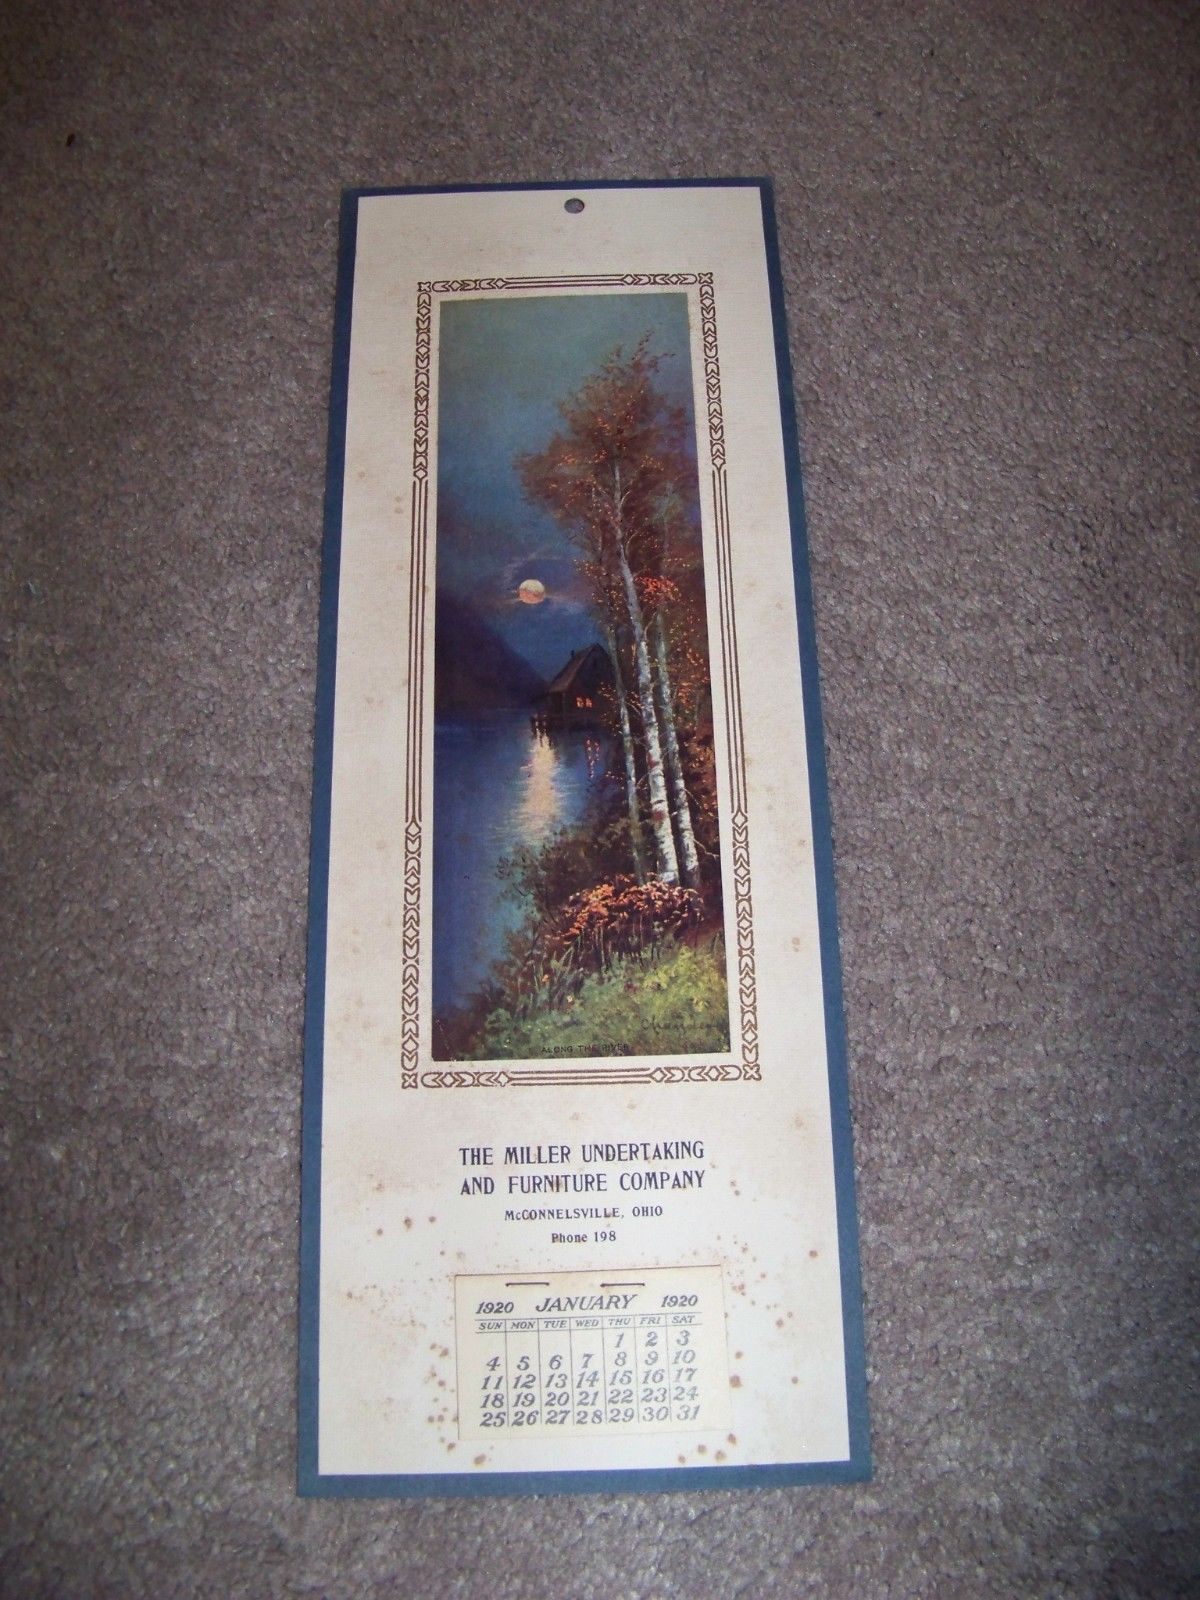 ALONG THE RIVER
THE MILLER UNDERTAKING
AND FURNITURE COMPANY
McCONNELSVILLE, OHIO
Phone 198
1920 JANUARY 1920
SUN MON TUE WED THU FRI SAT
1 2 3
4 5 6 7 8 9 10
11 12 13 14 15 16 17
18 19 20 21 22 23 24
25 26 27 28 29 30 31